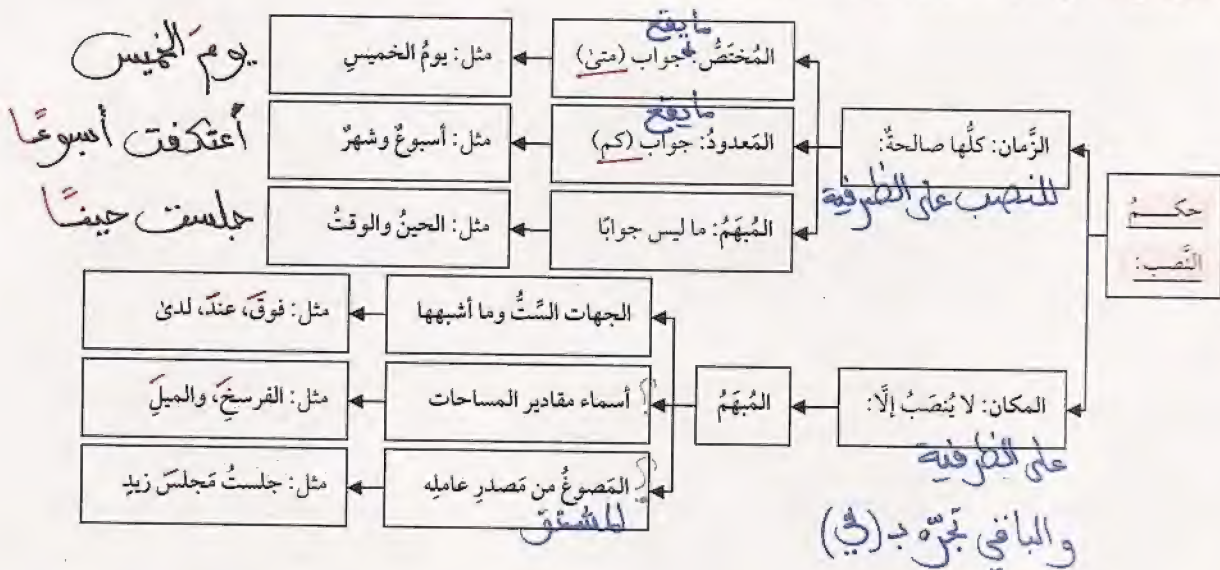 حكمُ
النَّصب:
الزَّمان: كلُّها صالحةٌ:
للنصب على الظرفية
ما يقع
المُختَصُّ: جواب (متىٰ)
مثل: يومُ الخميسِ
يومَ الخميس
ما يقع
المَعدودُ: جواب (كم)
مثل: أسبوعٌ وشهرٌ
أعتكفت أسبوعًا
المُبهَمُ: ما ليس جوابًا
مثل: الحينُ والوقتُ
جلست حينًا
المكان: لا يُنصَبُ إلَّا:
على الظرفية
والباقي تجرّه بـ (في)
المُبهَمُ
الجهات السِّتُّ وما أشبهها
مثل: فوقَ، عندَ، لدىٰ
أسماء مقادير المساحات
مثل: الفرسخَ، والميلَ
المَصوغُ من مَصدرِ عاملِه
المشتق
مثل: جلستُ مَجلسَ زيدٍ